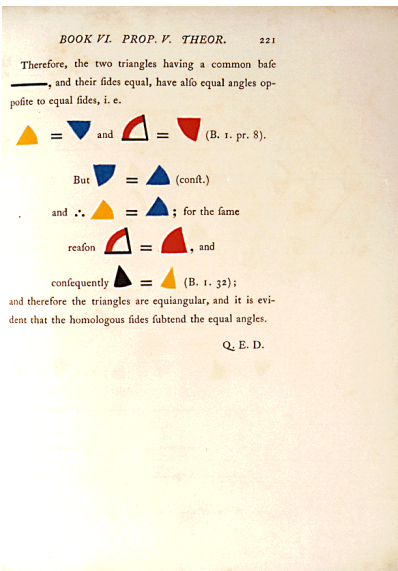 BOOK VI. PROP. V. THEOR. 221
Therefore, the two triangles having a common baſe
, and their ſides equal, have alſo equal angles op-
poſite to equal ſides, i. e.
= and = (B. 1. pr. 8).
But = (conſt.)
and ∴ = ; for the ſame
reaſon = , and
conſequently = (B. 1. 32);
and therefore the triangles are equiangular, and it is evi-
dent that the homologous ſides ſubtend the equal angles.
Q. E. D.